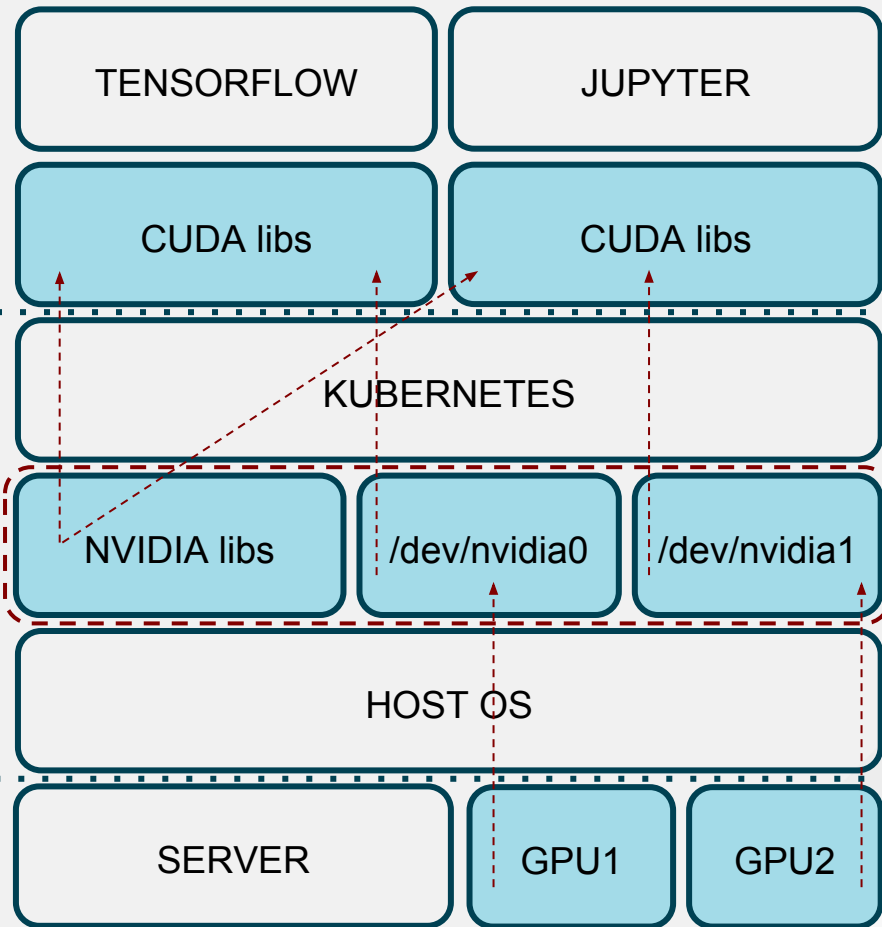 TENSORFLOW
JUPYTER
CUDA libs
CUDA libs
KUBERNETES
NVIDIA libs
/dev/nvidia0
/dev/nvidia1
HOST OS
SERVER
GPU1
GPU2